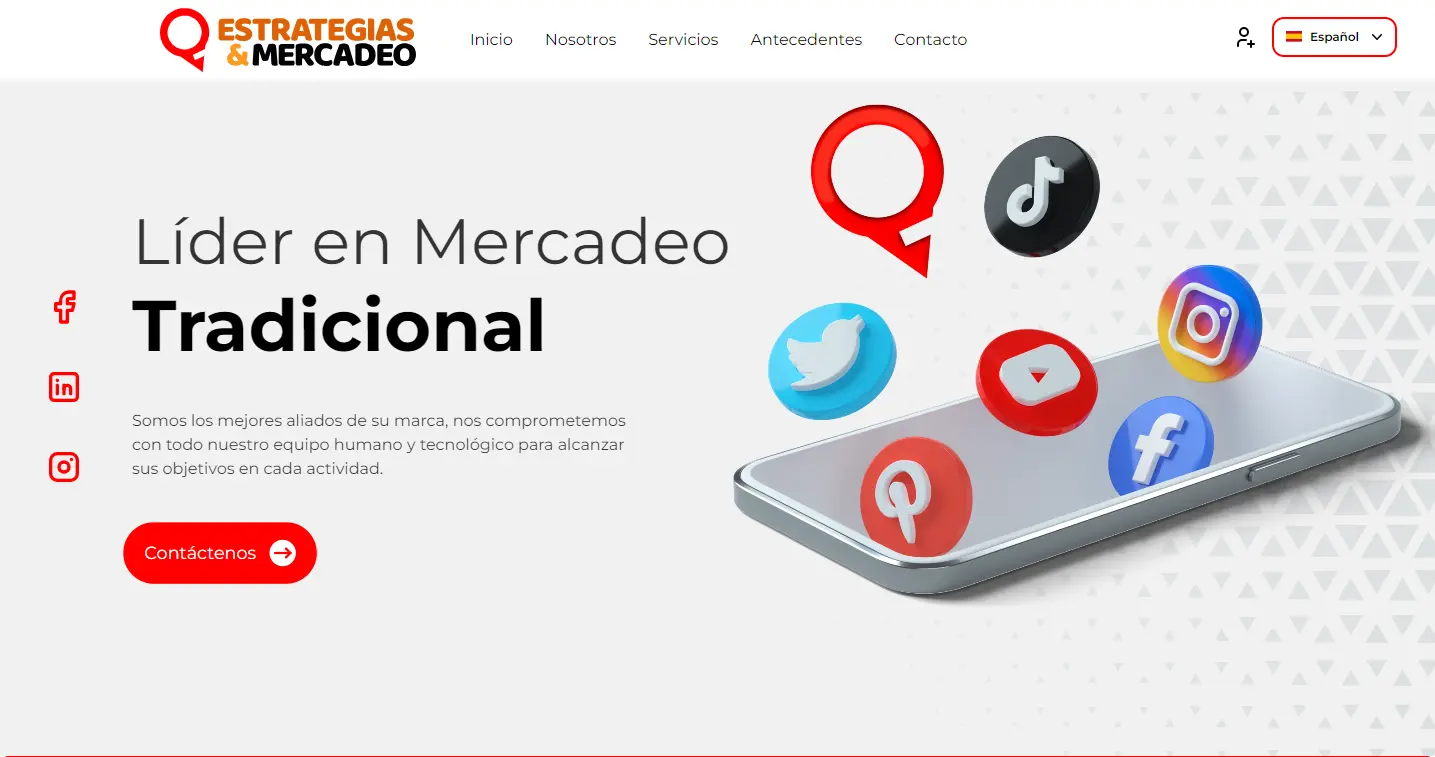 ESTRATEGIAS
& MERCADEO
Inicio
Nosotros
Servicios
Antecedentes
Contacto
Español
Líder en Mercadeo
Tradicional
Somos los mejores aliados de su marca, nos comprometemos
con todo nuestro equipo humano y tecnológico para alcanzar
sus objetivos en cada actividad.
Contáctenos